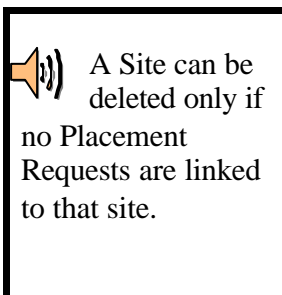 A Site can be
deleted only if
no Placement
Requests are linked
to that site.